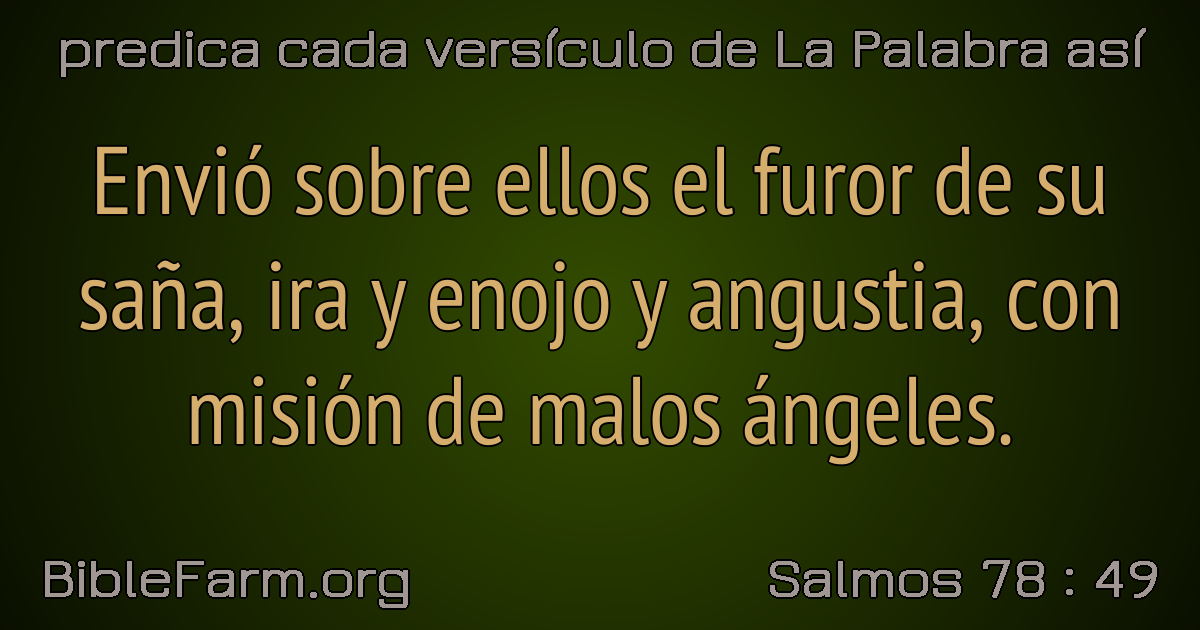 predica cada versículo de La Palabra así
Envió sobre ellos el furor de su
saña, ira y enojo y angustia, con
misión de malos ángeles.
BibleFarm.org
Salmos 78 : 49